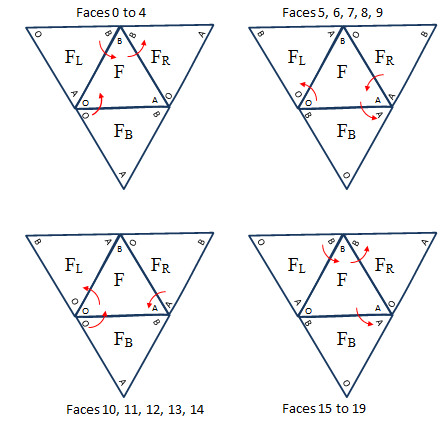 Faces 0 to 4
O B B B A
F_L F F_R
A O A O
O B
F_B
A
Faces 5, 6, 7, 8, 9
B A B O B
F_L F F_R
O O A A
B A
F_B
O
B A B O B
F_L F F_R
O O A A
O B
F_B
A
Faces 10, 11, 12, 13, 14
O B B B A
F_L F F_R
A O A O
B A
F_B
O
Faces 15 to 19